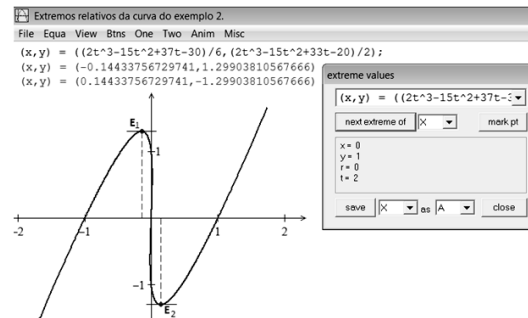 Extremos relativos da curva do exemplo 2.
File Equa View Btns One Two Anim Misc
(x,y) = ((2t^3-15t^2+37t-30)/6,(2t^3-15t^2+33t-20)/2);
(x,y) = (-0.14433756729741,1.29903810567666)
(x,y) = (0.14433756729741,-1.29903810567666)
extreme values
(x,y) = ((2t^3-15t^2+37t-3
next extreme of X mark pt
x= 0
y= 1
r= 0
t= 2
save X as A close
E1
1
-2 -1 1 2
-1
E2